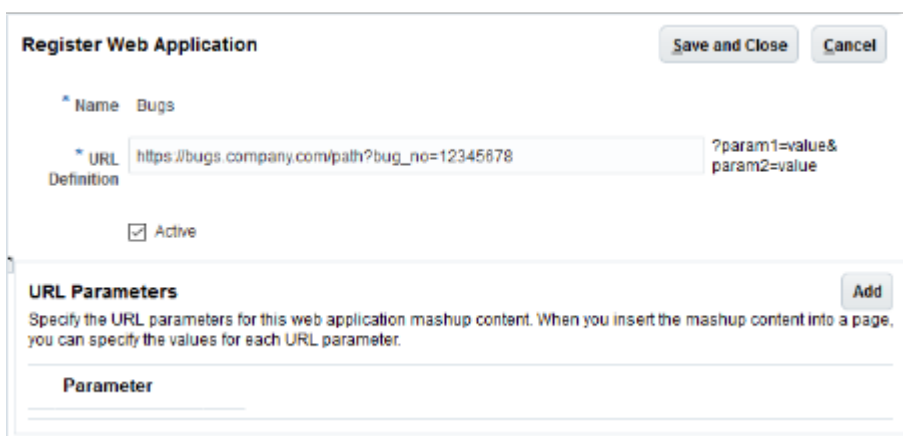 Register Web Application
Save and Close
Cancel
* Name Bugs
* URL Definition https://bugs.company.com/path?bug_no=12345678
?param1=value&
param2=value
Active
URL Parameters
Add
Specify the URL parameters for this web application mashup content. When you insert the mashup content into a page,
you can specify the values for each URL parameter.
Parameter